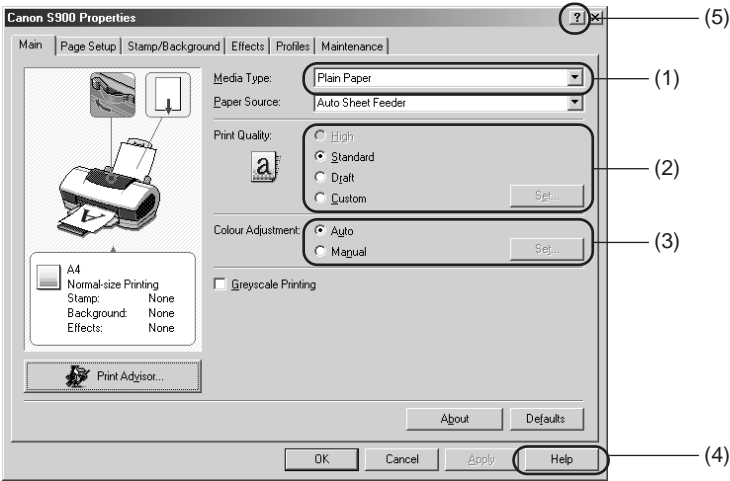 Canon S900 Properties ? ×
(5)
Main Page Setup Stamp/Background Effects Profiles Maintenance
Media Type: Plain Paper
(1)
Paper Source: Auto Sheet Feeder
Print Quality: High
Standard
(2)
a
Draft
Custom Set...
Colour Adjustment: Auto
(3)
Manual Set...
A4
Normal-size Printing
Stamp: None
Background: None
Effects: None
Greyscale Printing
A
Print Advisor...
About Defaults
OK Cancel Apply Help
(4)